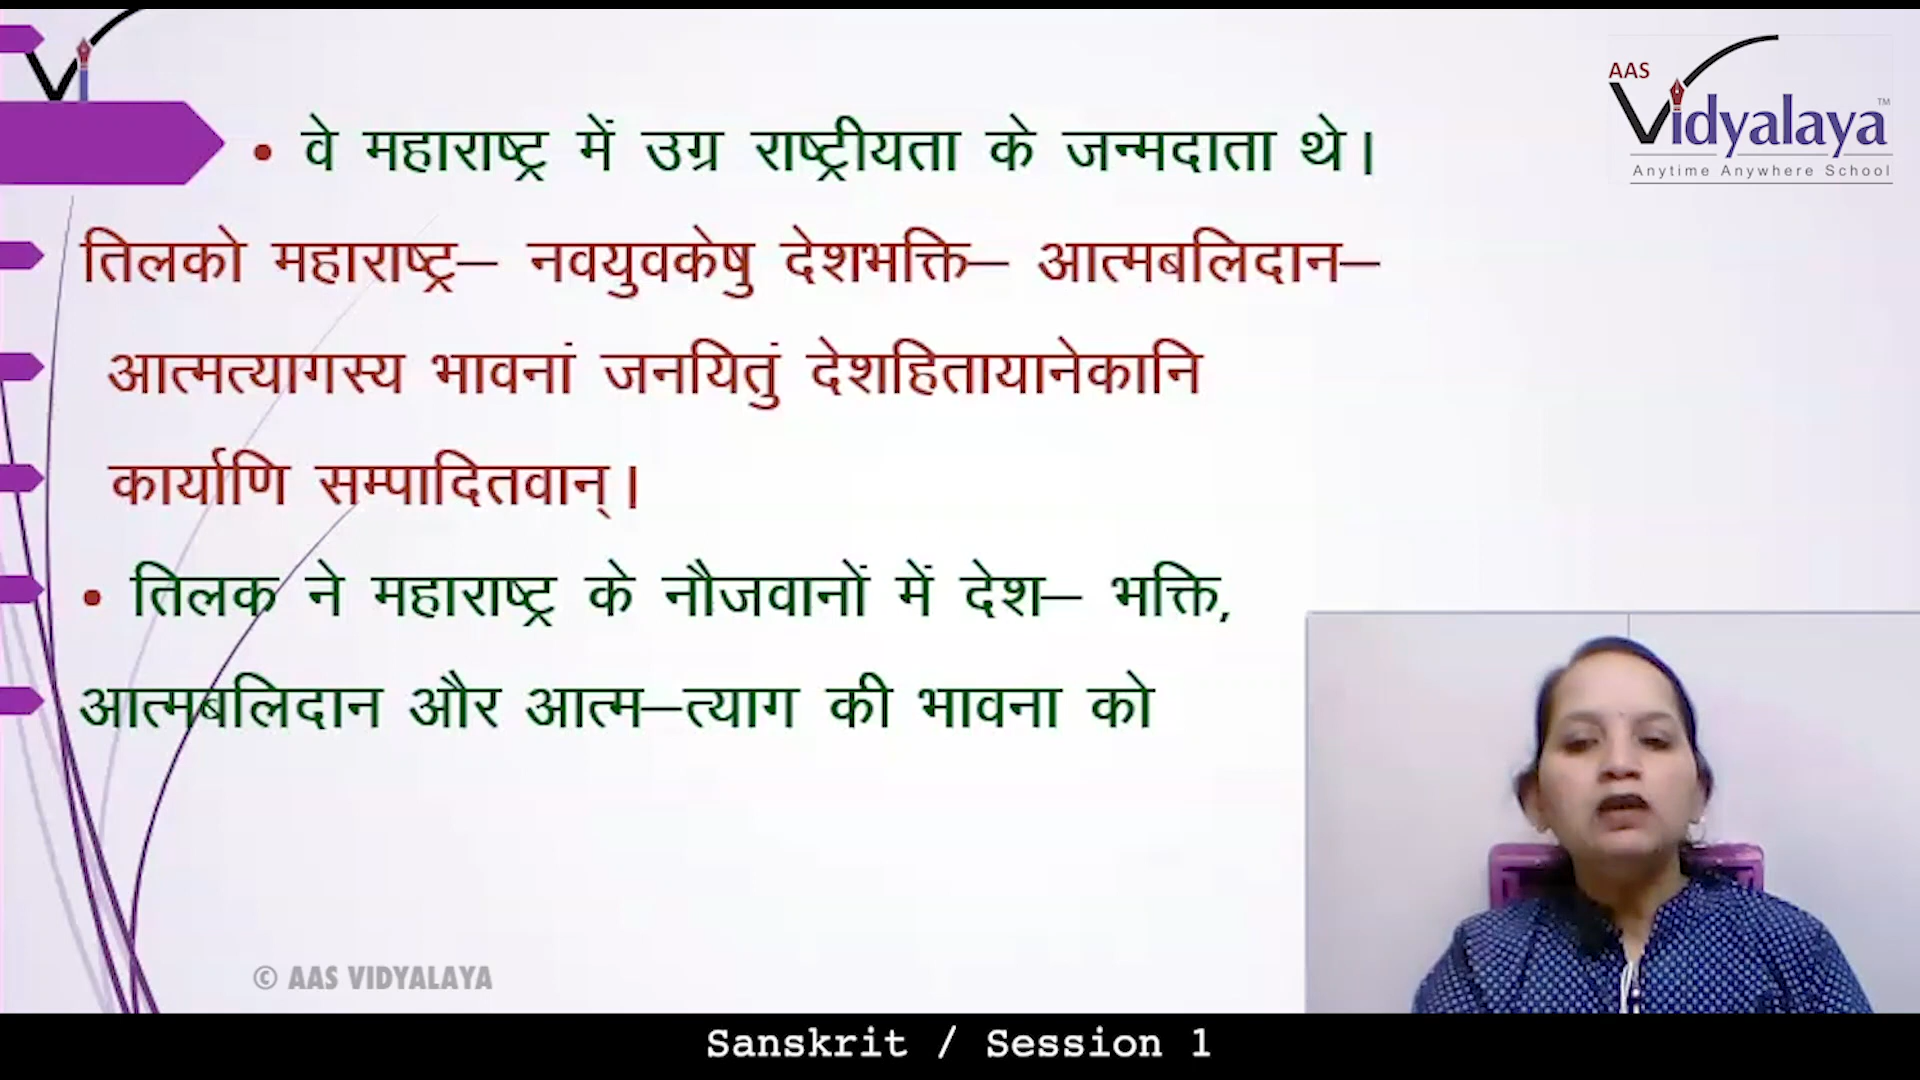 Vi
AAS
Vidyalaya™
Anytime Anywhere School
• वे महाराष्ट्र में उग्र राष्ट्रीयता के जन्मदाता थे।
तिलको महाराष्ट्र– नवयुवकेषु देशभक्ति– आत्मबलिदान–
आत्मत्यागस्य भावनां जनयितुं देशहितायानेकानि
कार्याणि सम्पादितवान्।
• तिलक ने महाराष्ट्र के नौजवानों में देश– भक्ति,
आत्मबलिदान और आत्म–त्याग की भावना को
© AAS VIDYALAYA
Sanskrit / Session 1